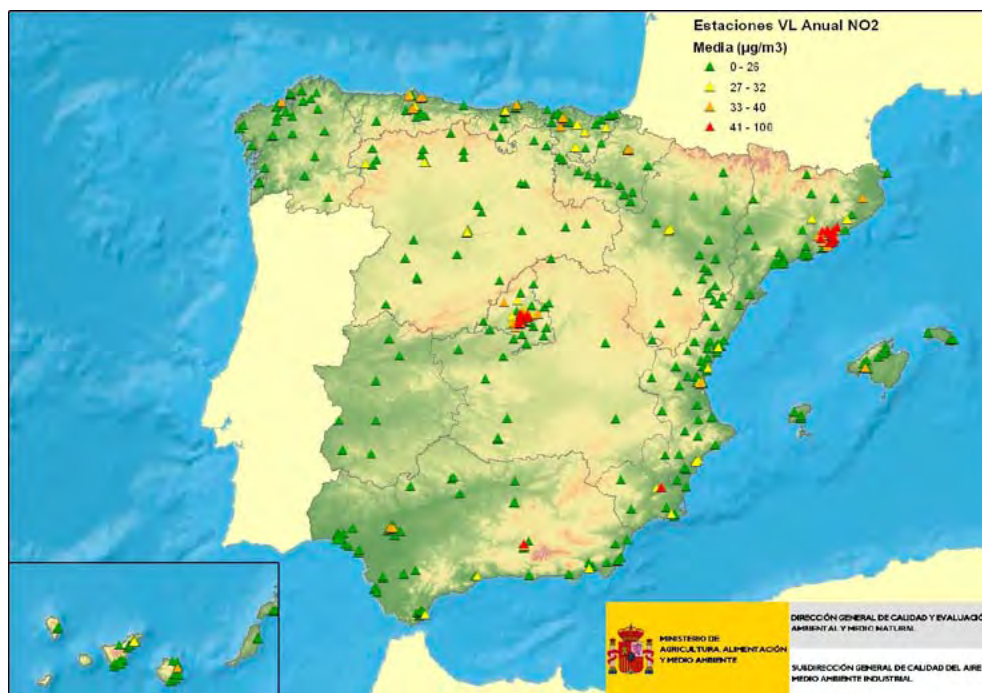 Estaciones VL Anual NO2
Media (µg/m3)
0 - 26
27 - 32
33 - 40
41 - 100
MINISTERIO DE
AGRICULTURA, ALIMENTACIÓN
Y MEDIO AMBIENTE
DIRECCIÓN GENERAL DE CALIDAD Y EVALUACIÓ
AMBIENTAL Y MEDIO NATURAL
SUBDIRECCIÓN GENERAL DE CALIDAD DEL AIRE
MEDIO AMBIENTE INDUSTRIAL